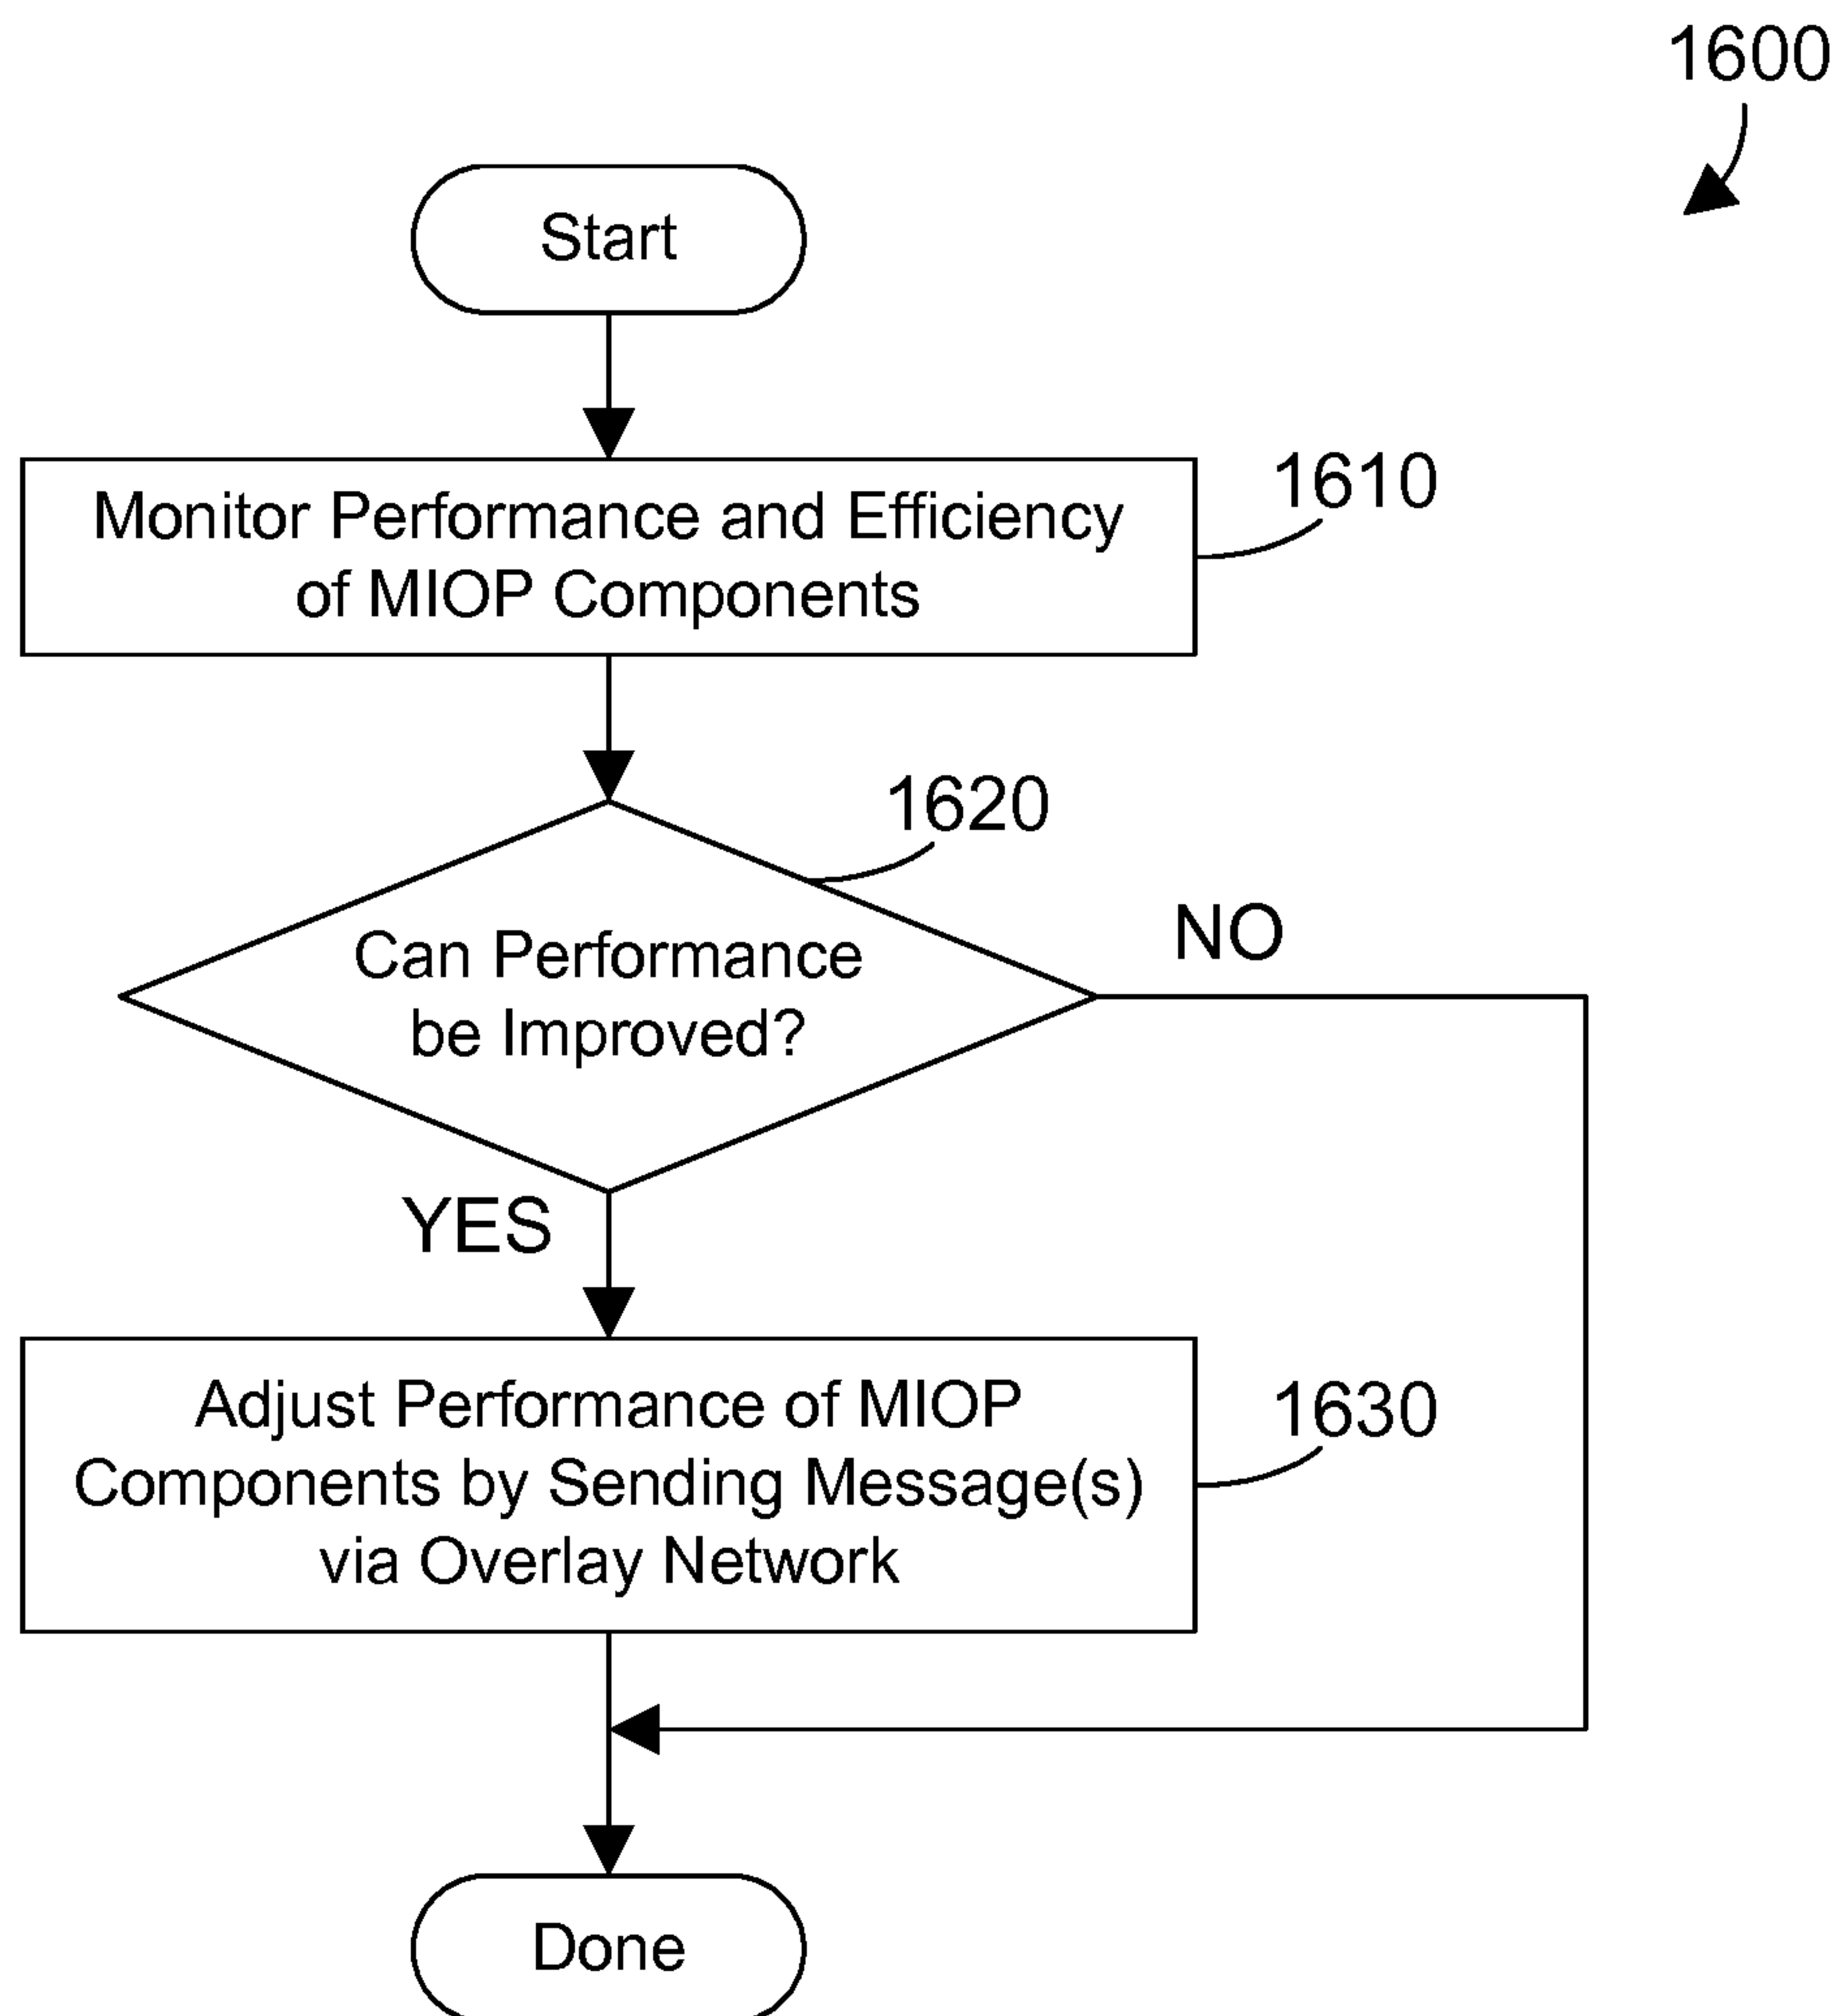 1600
Start
Monitor Performance and Efficiency
of MIOP Components
1610
1620
Can Performance
be Improved?
NO
YES
Adjust Performance of MIOP
Components by Sending Message(s)
via Overlay Network
1630
Done